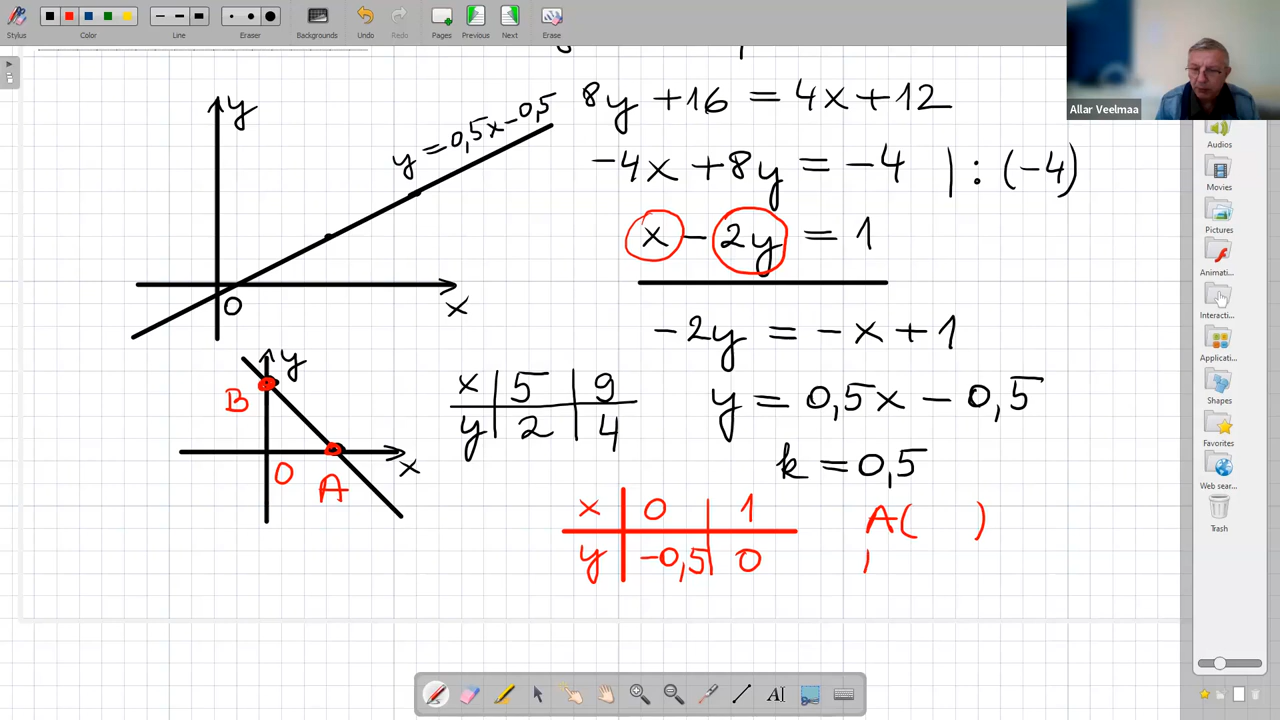 Stylus
Color
Line
Eraser
Backgrounds
Undo
Redo
Pages
Previous
Next
Erase
Allar Veelmaa
Audios
Movies
Pictures
Animati...
Interacti...
Applicati...
Shapes
Favorites
Web sear...
Trash
y
y = 0,5x - 0,5
0
x
8y + 16 = 4x + 12
-4x + 8y = -4 | : (-4)
x - 2y = 1
-2y = -x + 1
y = 0,5x - 0,5
k = 0,5
y
B
0
A
x
x | 5 | 9
y | 2 | 4
x | 0 | 1
y | -0,5 | 0
A( )
AI